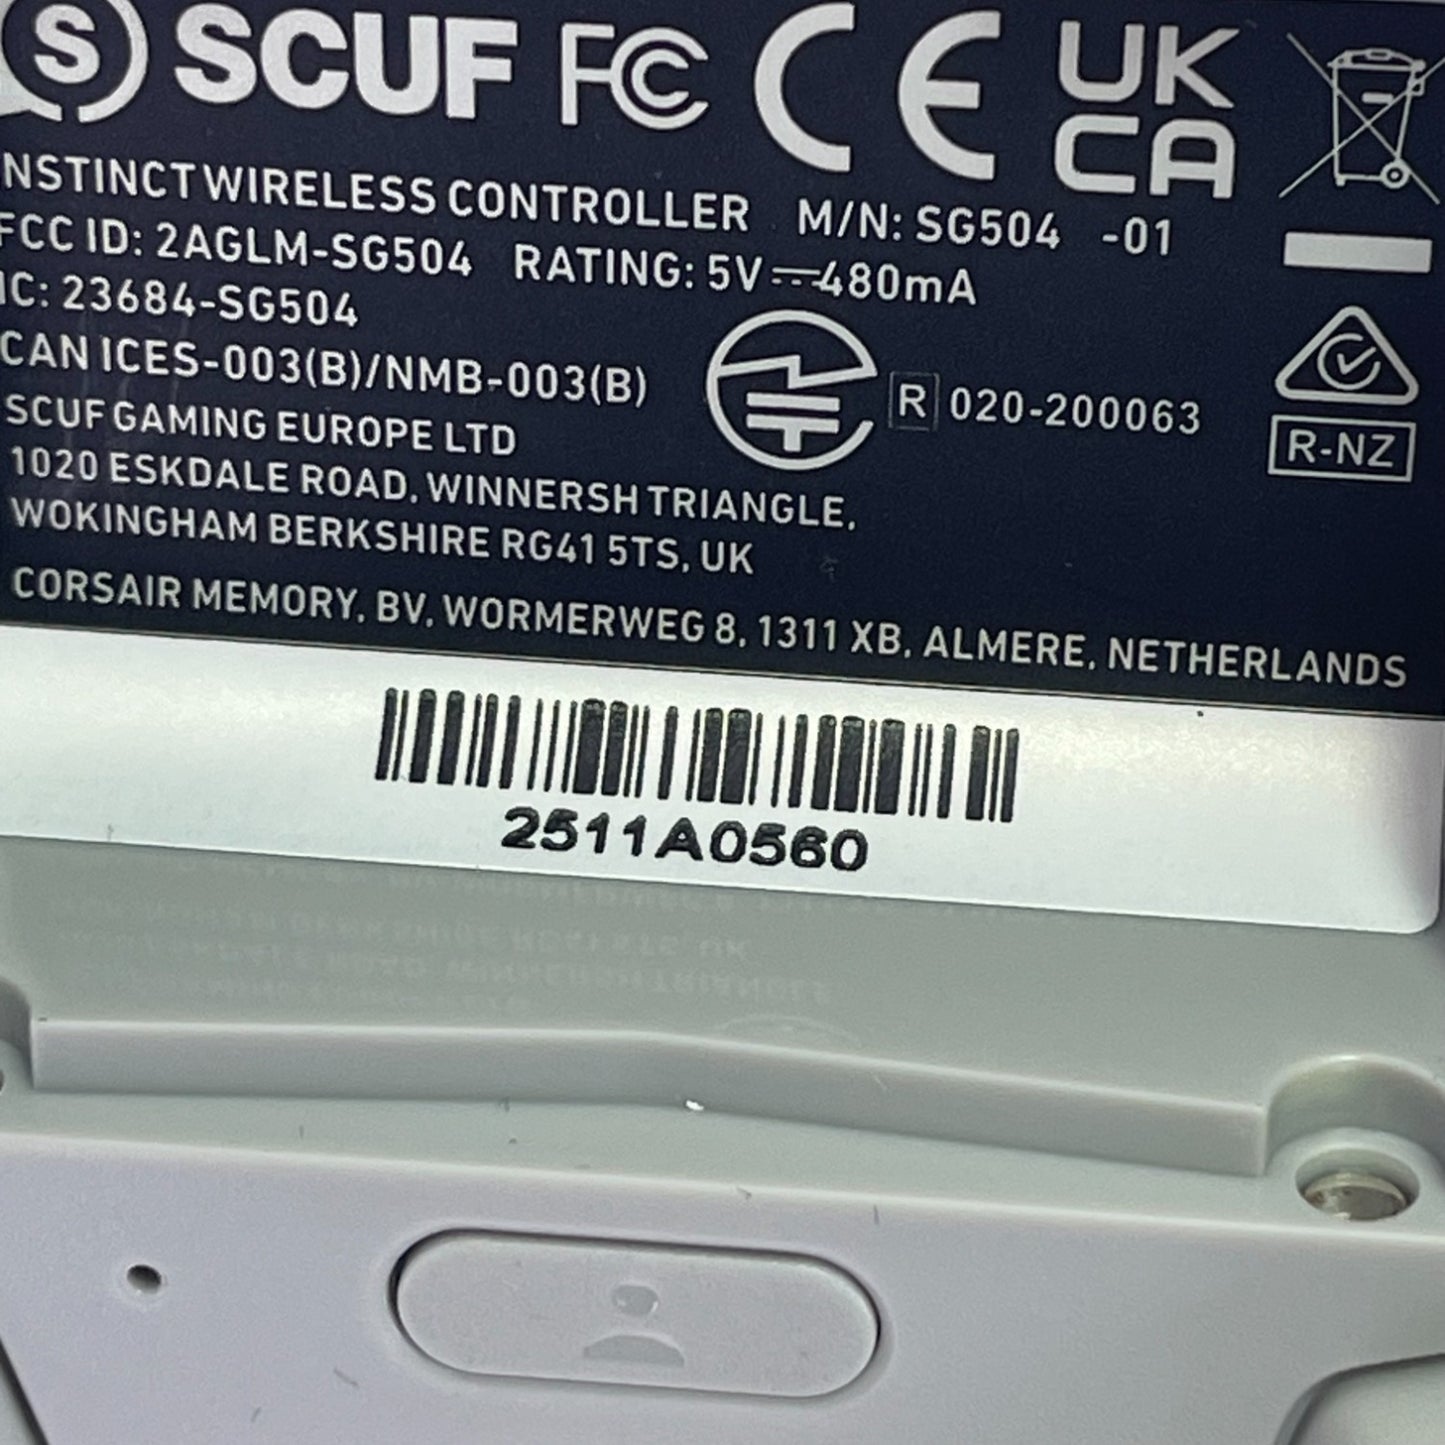 S SCUF FC CE UK CA
NSTINCT WIRELESS CONTROLLER M/N: SG504 -01
FCC ID: 2AGLM-SG504 RATING: 5V⎓480mA
IC: 23684-SG504
CAN ICES-003(B)/NMB-003(B)
R 020-200063
R-NZ
SCUF GAMING EUROPE LTD
1020 ESKDALE ROAD, WINNERSH TRIANGLE,
WOKINGHAM BERKSHIRE RG41 5TS, UK
CORSAIR MEMORY, BV, WORMERWEG 8, 1311 XB, ALMERE, NETHERLANDS
2511A0560